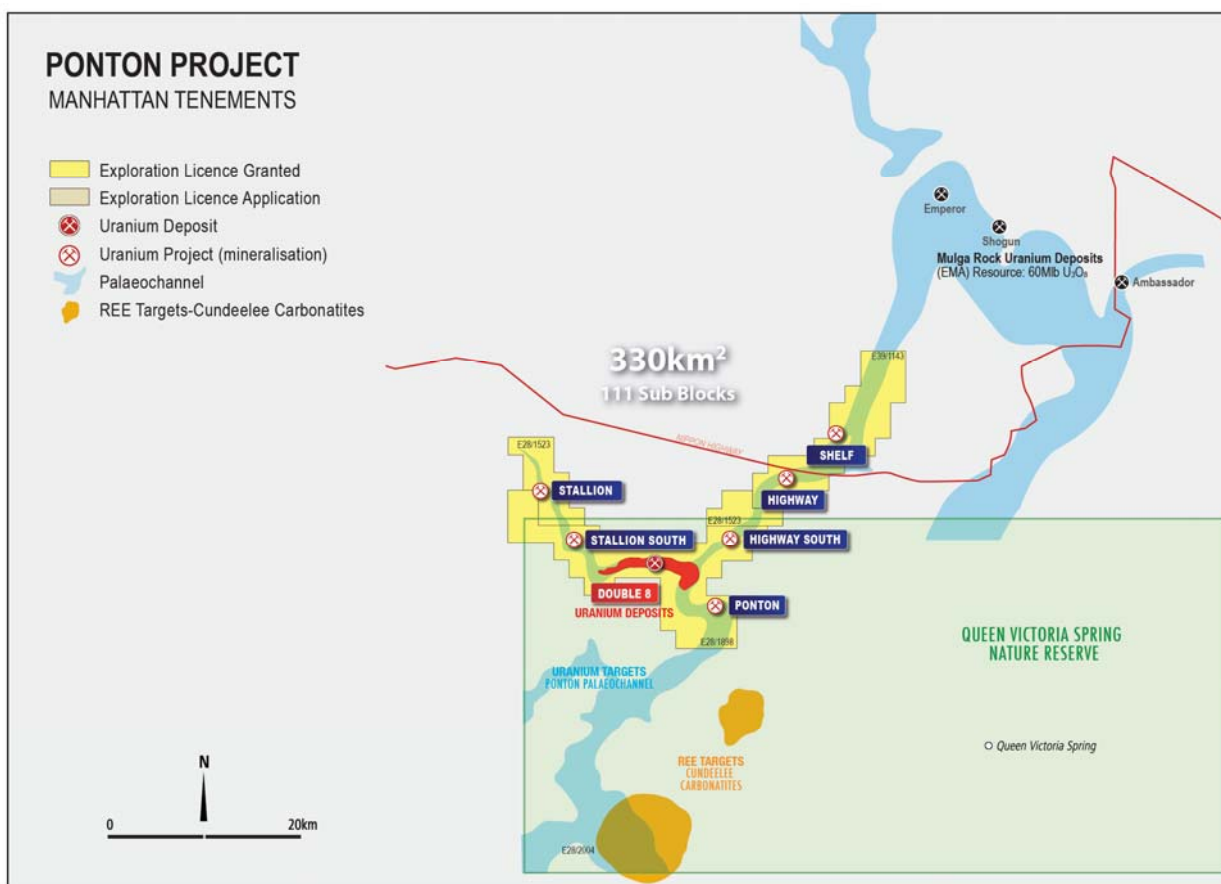 PONTON PROJECT
MANHATTAN TENEMENTS
Exploration Licence Granted
Exploration Licence Application
Uranium Deposit
Uranium Project (mineralisation)
Palaeochannel
REE Targets-Cundeelee Carbonatites
Emperor
Shogun
Mulga Rock Uranium Deposits
(EMA) Resource: 60Mlb U₃O₈
Ambassador
330km²
111 Sub Blocks
E39/1143
NIPPON HIGHWAY
SHELF
E28/1523
HIGHWAY
STALLION
E28/1523
STALLION SOUTH
HIGHWAY SOUTH
DOUBLE 8
URANIUM DEPOSITS
PONTON
E28/1898
QUEEN VICTORIA SPRING
NATURE RESERVE
URANIUM TARGETS
PONTON PALAEOCHANNEL
Queen Victoria Spring
REE TARGETS
CUNDEELEE
CARBONATITES
N
0
20km
E28/2004